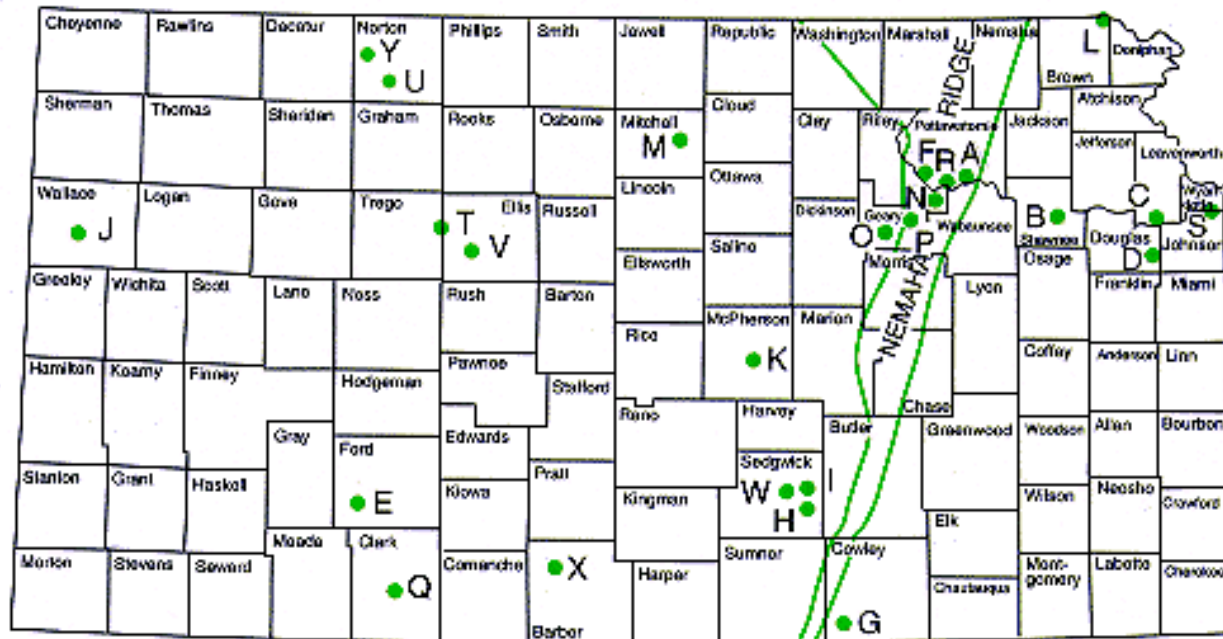 Cheyenne Rawlins Decatur Norton Phillips Smith Jewell Republic Washington Marshall Nemaha L Doniphan
Y
U
Brown
RIDGE
Sherman Thomas Sheridan Graham Rooks Osborne Mitchell Cloud Clay Riley Pottawatomie Jackson Atchison
M
Jefferson Leavenworth
F R A
Wallace Logan Gove Trego Ellis Russell Lincoln Ottawa Dickinson Geary Wabaunsee Shawnee Douglas Johnson
J T V
N O P B C D S
Saline
Ellsworth Morris Osage
Greeley Wichita Scott Lane Ness Rush Barton McPherson Marion Lyon Franklin Miami
NEMAHA
Rice
K
Hamilton Kearny Finney Hodgeman Pawnee Stafford Coffey Anderson Linn
Reno Harvey Butler Chase Greenwood Woodson Allen Bourbon
Gray Ford Edwards
Sedgwick
Stanton Grant Haskell Kiowa Pratt Kingman Wilson Neosho Crawford
E W I
H
Elk
Meade Clark Sumner Cowley
Morton Stevens Seward Comanche Harper Mont-
gomery Labette Cherokee
Q X
Chautauqua
G
Barber